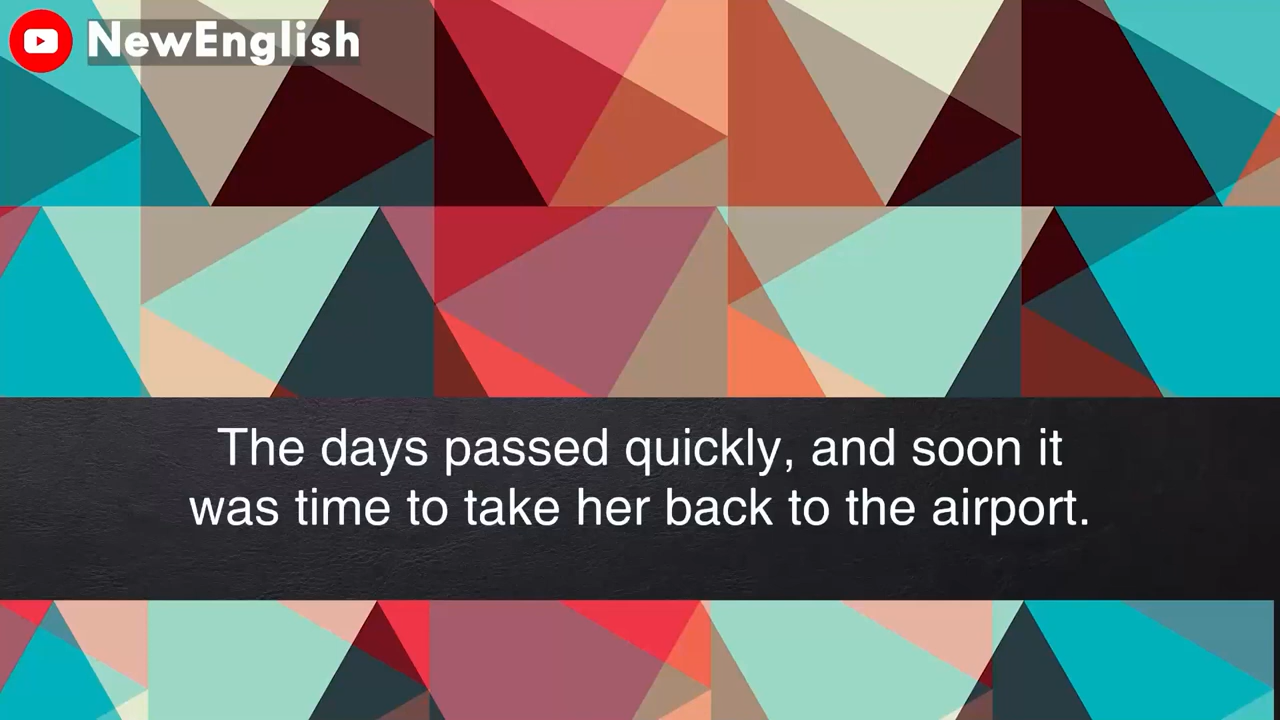 NewEnglish
The days passed quickly, and soon it
was time to take her back to the airport.